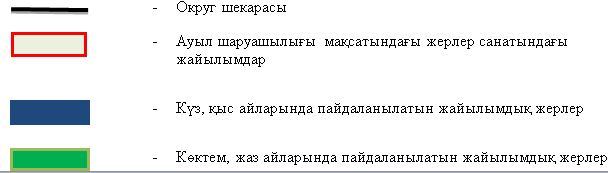 - Округ шекарасы
- Ауыл шаруашылығы мақсатындағы жерлер санатындағы
жайылымдар
- Күз, қыс айларында пайдаланылатын жайылымдық жерлер
- Көктем, жаз айларында пайдаланылатын жайылымдық жерлер